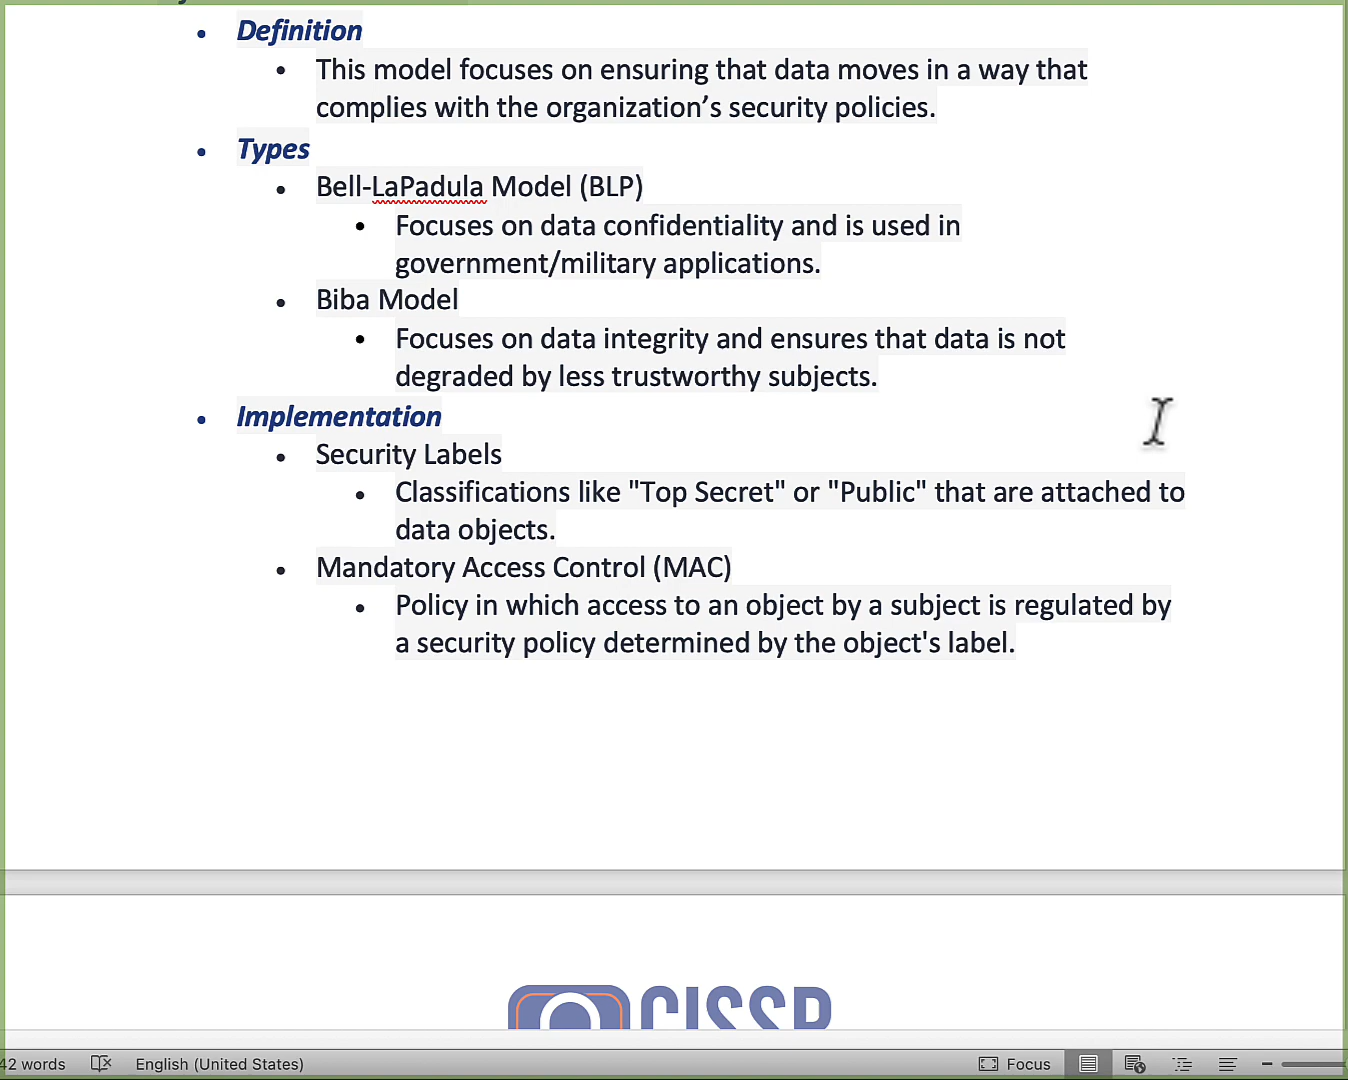 Definition
This model focuses on ensuring that data moves in a way that
complies with the organization’s security policies.
Types
Bell-LaPadula Model (BLP)
Focuses on data confidentiality and is used in
government/military applications.
Biba Model
Focuses on data integrity and ensures that data is not
degraded by less trustworthy subjects.
Implementation
Security Labels
Classifications like "Top Secret" or "Public" that are attached to
data objects.
Mandatory Access Control (MAC)
Policy in which access to an object by a subject is regulated by
a security policy determined by the object's label.
CISSP
42 words English (United States) Focus